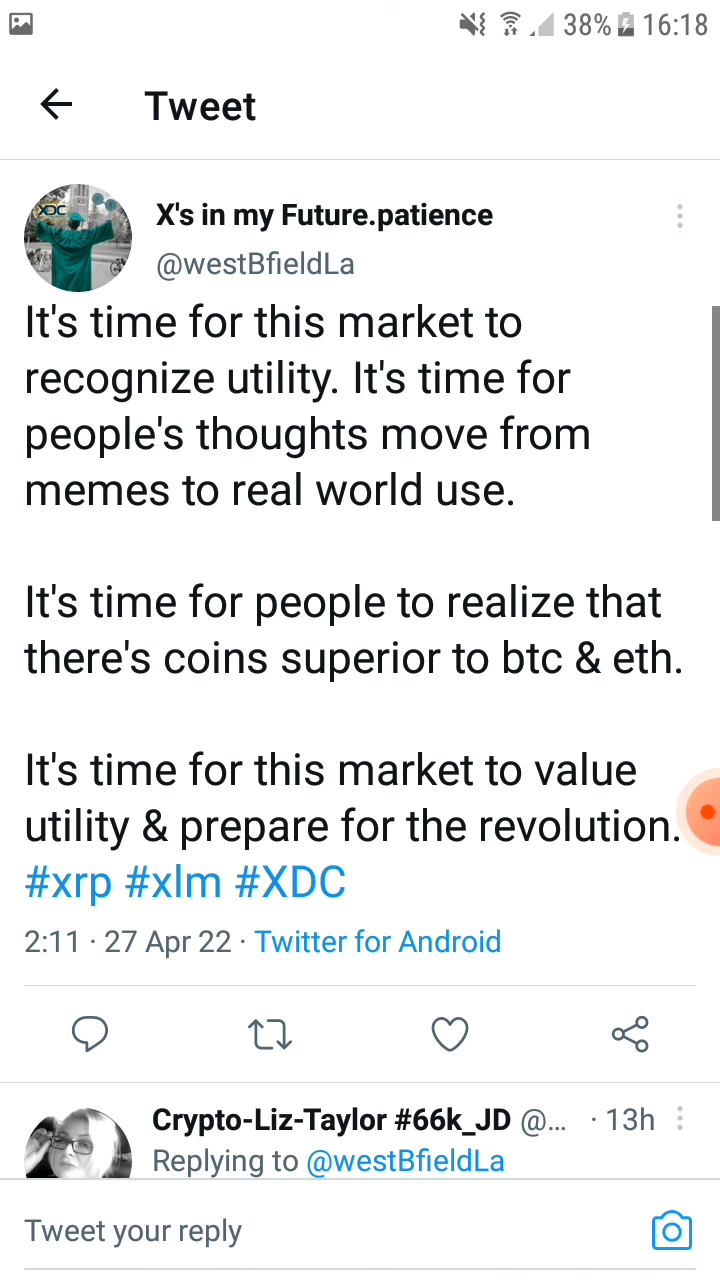 38% 16:18
Tweet
XDC
X's in my Future.patience
@westBfieldLa
It's time for this market to
recognize utility. It's time for
people's thoughts move from
memes to real world use.
It's time for people to realize that
there's coins superior to btc & eth.
It's time for this market to value
utility & prepare for the revolution.
#xrp #xlm #XDC
2:11 · 27 Apr 22 · Twitter for Android
Crypto-Liz-Taylor #66k_JD @... · 13h
Replying to @westBfieldLa
Tweet your reply